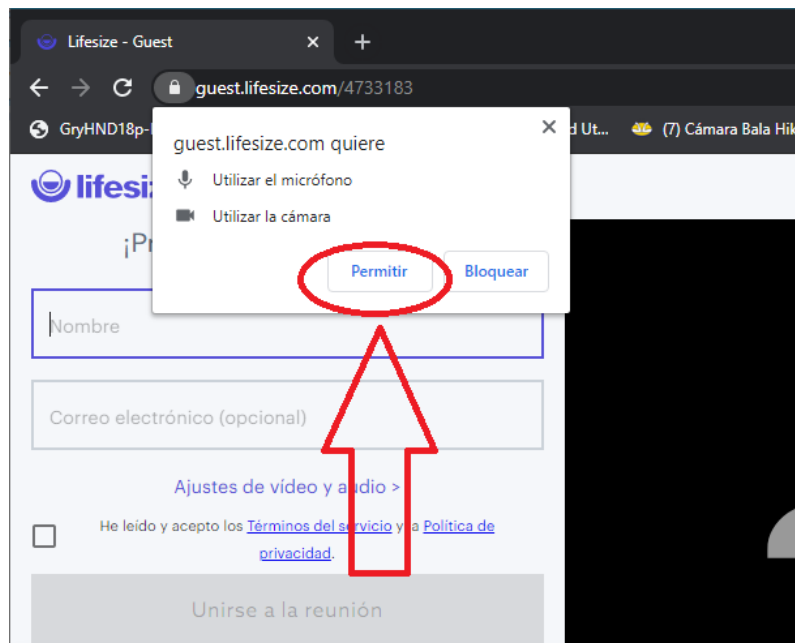 Lifesize - Guest
guest.lifesize.com/4733183
GryHND18p-
d Ut...
(7) Cámara Bala Hik
guest.lifesize.com quiere
Utilizar el micrófono
Utilizar la cámara
Permitir
Bloquear
lifesi
¡Pr
Nombre
Correo electrónico (opcional)
Ajustes de vídeo y audio >
He leído y acepto los Términos del servicio y la Política de
privacidad.
Unirse a la reunión